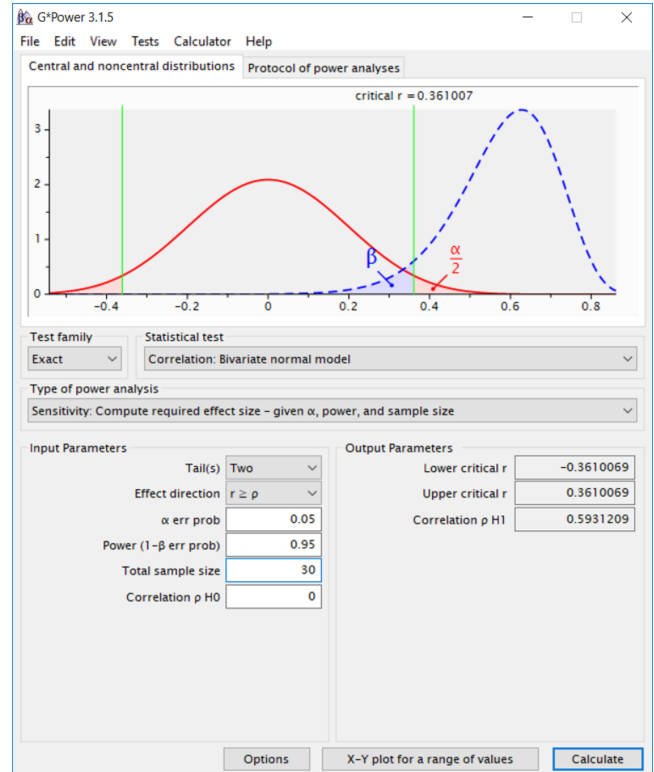 βα G*Power 3.1.5
File Edit View Tests Calculator Help
Central and noncentral distributions Protocol of power analyses
critical r = 0.361007
3
2
1
0
β
α
2
-0.4 -0.2 0 0.2 0.4 0.6 0.8
Test family Statistical test
Exact Correlation: Bivariate normal model
Type of power analysis
Sensitivity: Compute required effect size - given α, power, and sample size
Input Parameters Output Parameters
Tail(s) Two Lower critical r -0.3610069
Effect direction r ≥ ρ Upper critical r 0.3610069
α err prob 0.05 Correlation ρ H1 0.5931209
Power (1-β err prob) 0.95
Total sample size 30
Correlation ρ H0 0
Options X-Y plot for a range of values Calculate